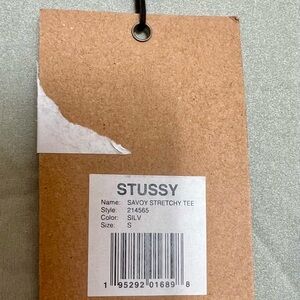 STUSSY
Name: SAVOY STRETCHY TEE
Style: 214565
Color: SILV
Size: S
1 95292 01689 8